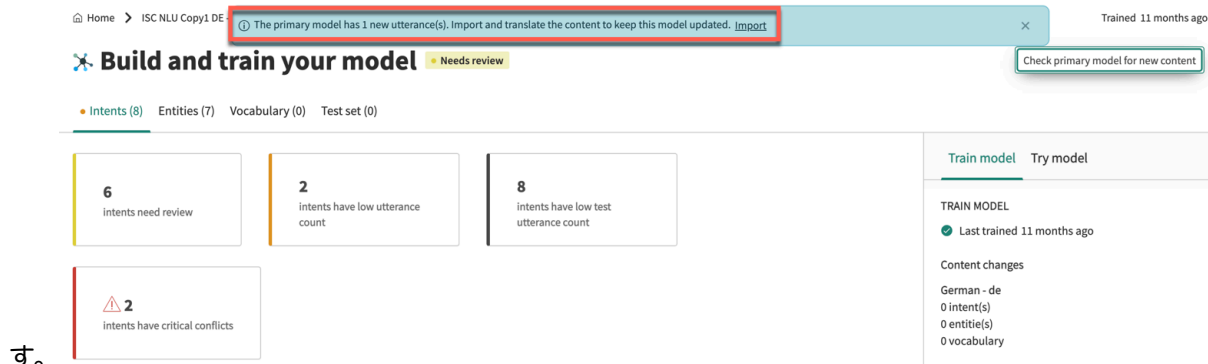 Home > ISC NLU Copy1 DE -
The primary model has 1 new utterance(s). Import and translate the content to keep this model updated. Import
Trained 11 months ago
Build and train your model
Needs review
Check primary model for new content
Intents (8) Entities (7) Vocabulary (0) Test set (0)
6
intents need review
2
intents have low utterance
count
8
intents have low test
utterance count
2
intents have critical conflicts
Train model Try model
TRAIN MODEL
Last trained 11 months ago
Content changes
German - de
0 intent(s)
0 entitie(s)
0 vocabulary
す。